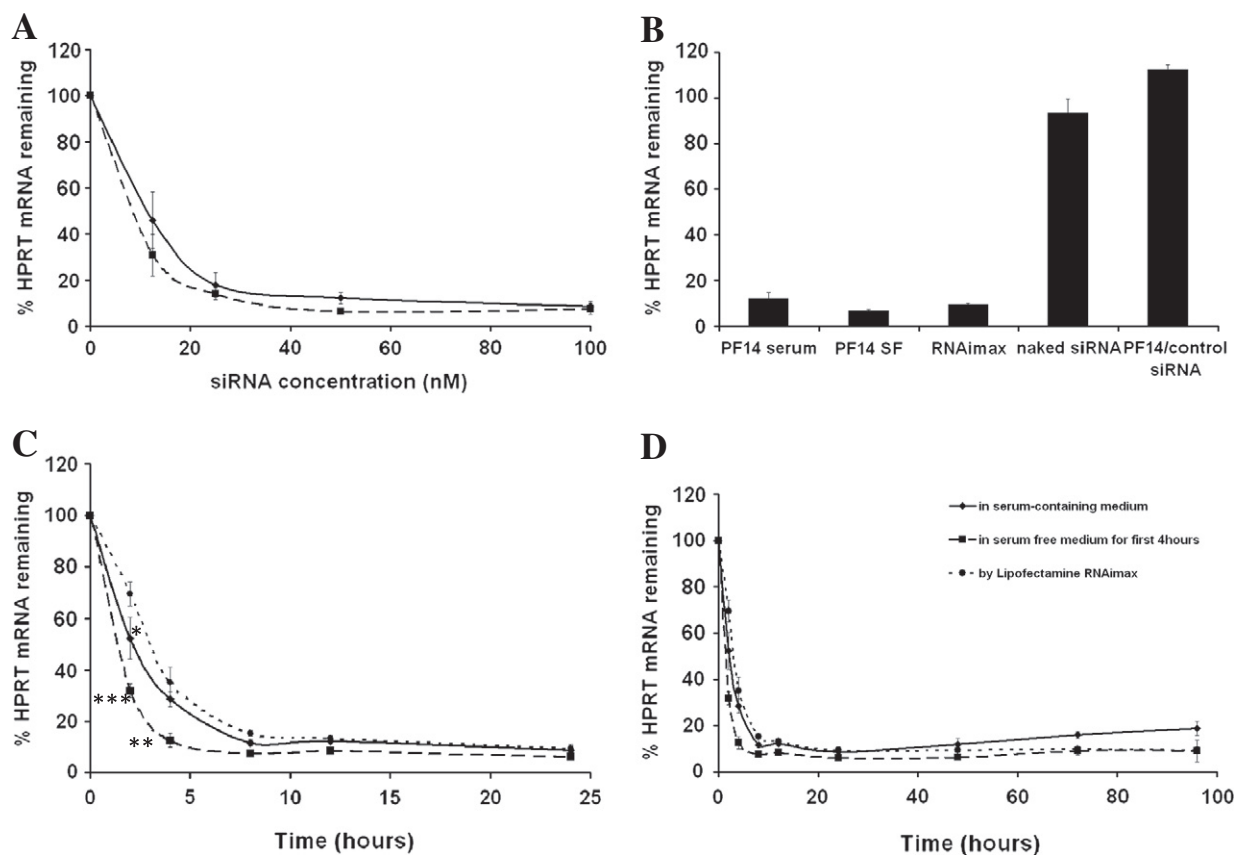 A
% HPRT mRNA remaining
120
100
80
60
40
20
0
0 20 40 60 80 100
siRNA concentration (nM)
B
% HPRT mRNA remaining
120
100
80
60
40
20
0
PF14 serum PF14 SF RNAimax naked siRNA PF14/control
siRNA
C
% HPRT mRNA remaining
120
100
80
60
40
20
0
*
***
**
0 5 10 15 20 25
Time (hours)
D
% HPRT mRNA remaining
120
100
80
60
40
20
0
in serum-containing medium
in serum free medium for first 4hours
by Lipofectamine RNAimax
0 20 40 60 80 100
Time (hours)